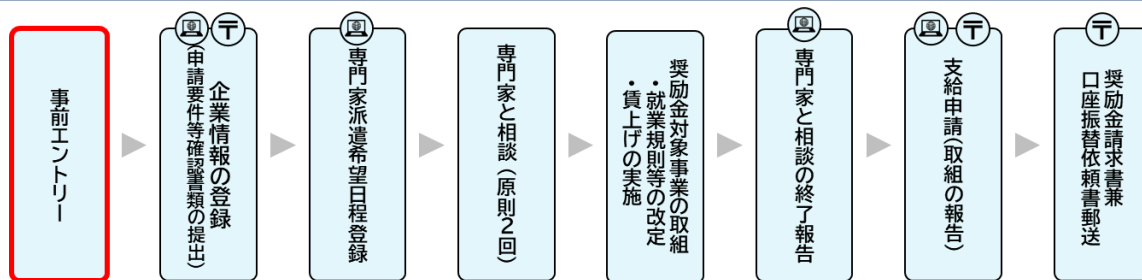 事前エントリー
〒
企業情報の登録
(申請要件等確認書類の提出)
専門家派遣希望日程登録
専門家と相談(原則2回)
奨励金対象事業の取組
・就業規則等の改定
・賃上げの実施
専門家と相談の終了報告
〒
支給申請(取組の報告)
〒
奨励金請求書兼
口座振替依頼書郵送